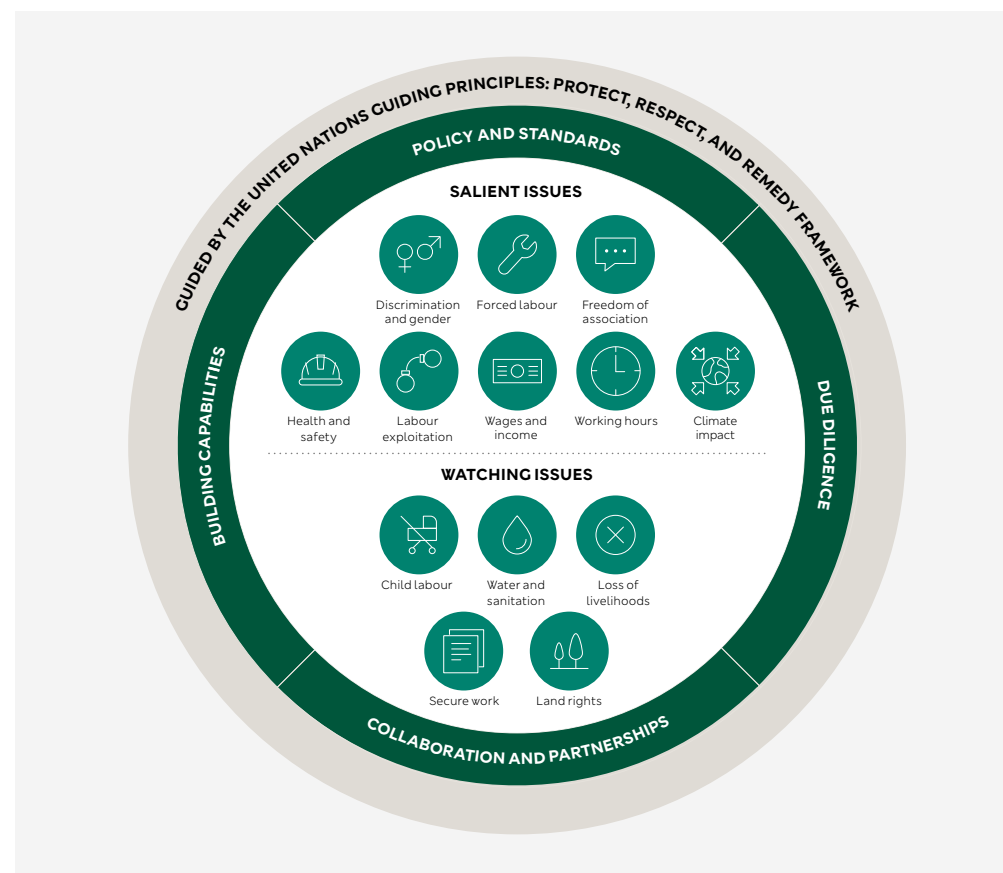 GUIDED BY THE UNITED NATIONS GUIDING PRINCIPLES: PROTECT, RESPECT, AND REMEDY FRAMEWORK
POLICY AND STANDARDS
SALIENT ISSUES
Discrimination
and gender
Forced labour
Freedom of
association
Health and
safety
Labour
exploitation
Wages and
income
Working hours
Climate
impact
BUILDING CAPABILITIES
DUE DILIGENCE
WATCHING ISSUES
Child labour
Water and
sanitation
Loss of
livelihoods
Secure work
Land rights
COLLABORATION AND PARTNERSHIPS